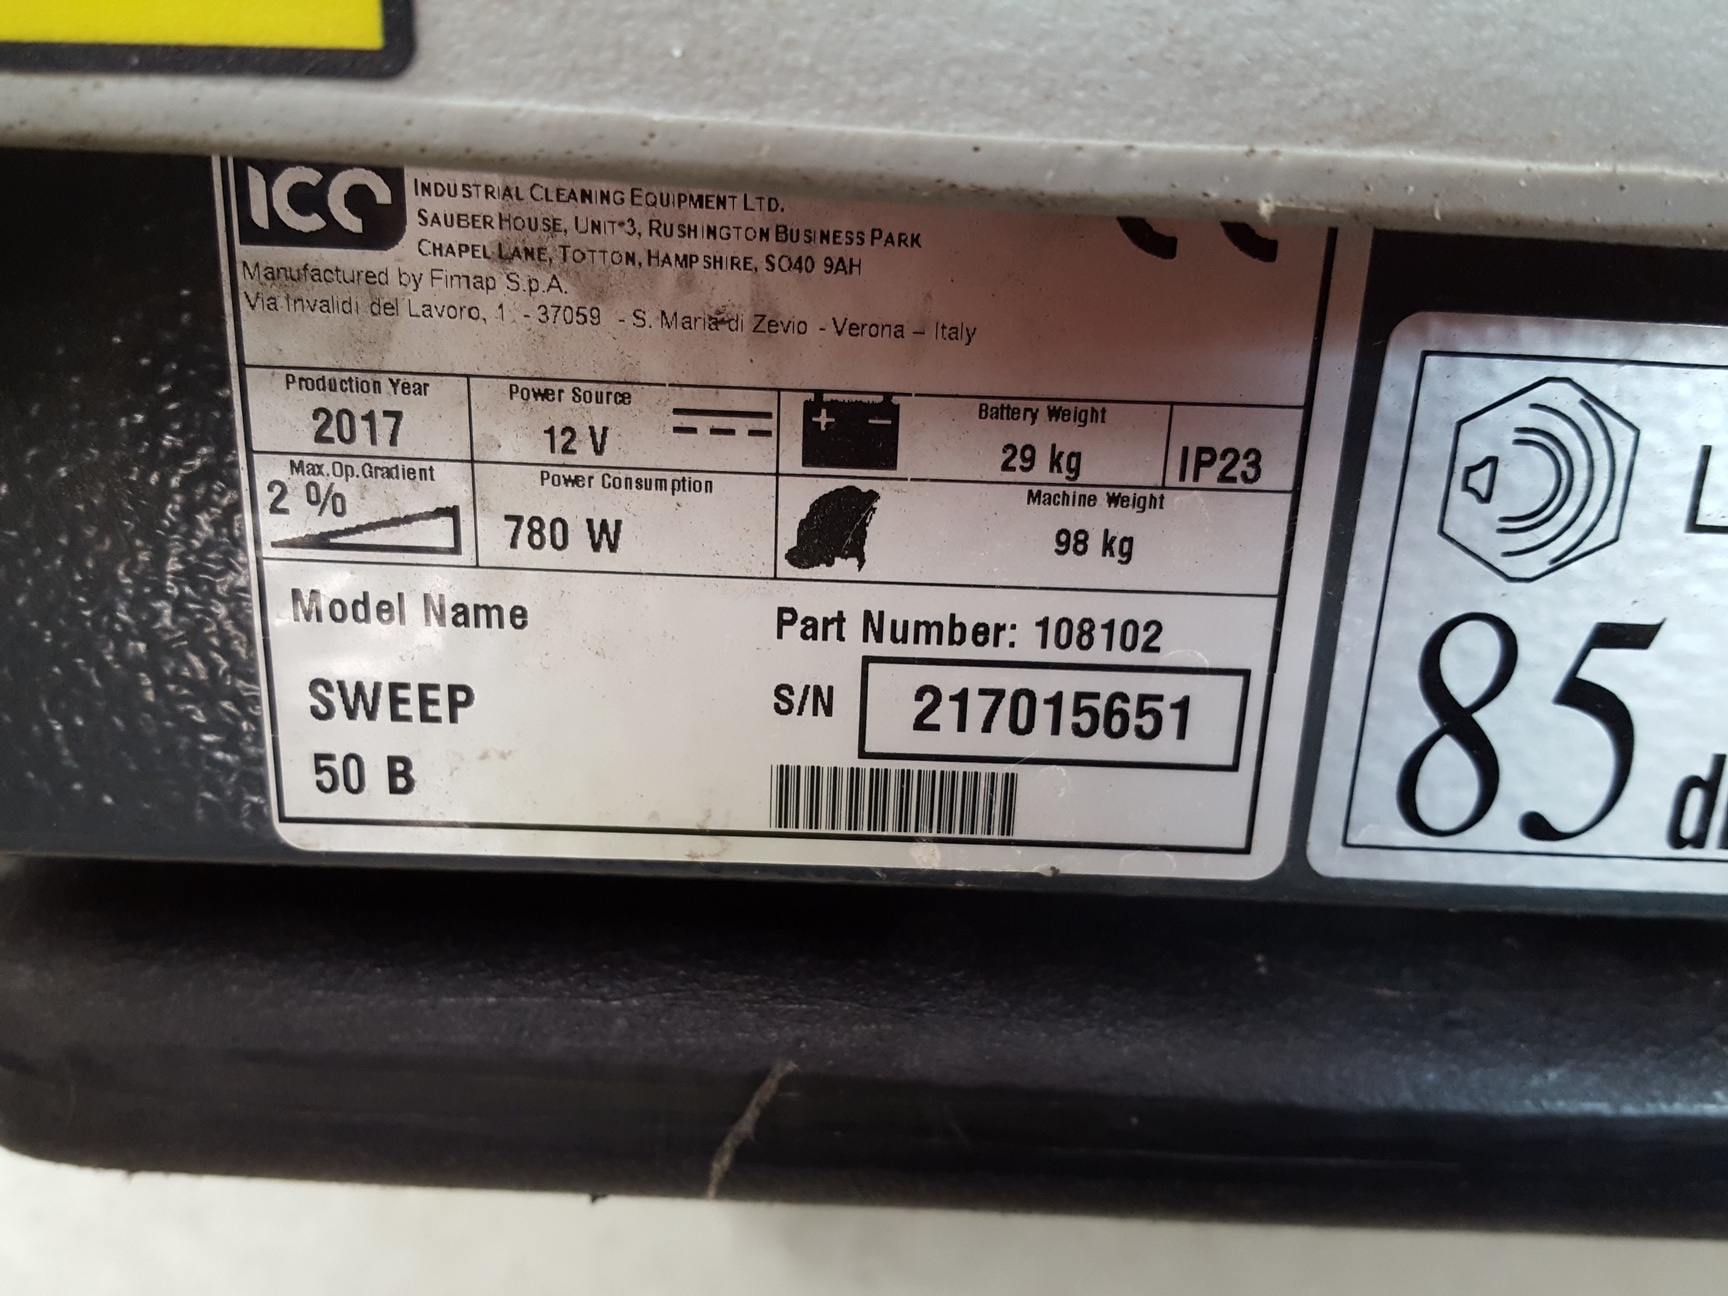 ICE
INDUSTRIAL CLEANING EQUIPMENT LTD.
SAUBER HOUSE, UNIT 3, RUSHINGTON BUSINESS PARK
CHAPEL LANE, TOTTON, HAMPSHIRE, SO40 9AH
Manufactured by Fimap S.p.A.
Via Invalidi del Lavoro, 1 - 37059 - S. Maria di Zevio - Verona – Italy
Production Year
2017
Power Source
12 V
+ −
Battery Weight
29 kg
IP23
Max.Op.Gradient
2 %
Power Consumption
780 W
Machine Weight
98 kg
Model Name
Part Number: 108102
SWEEP
50 B
S/N 217015651
L
85